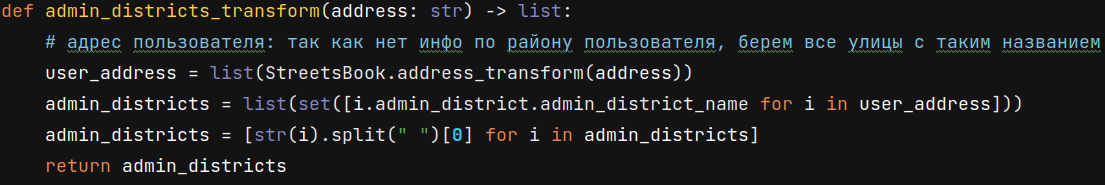 def admin_districts_transform(address: str) -> list:
    # адрес пользователя: так как нет инфо по району пользователя, берем все улицы с таким названием
    user_address = list(StreetsBook.address_transform(address))
    admin_districts = list(set([i.admin_district.admin_district_name for i in user_address]))
    admin_districts = [str(i).split(" ")[0] for i in admin_districts]
    return admin_districts